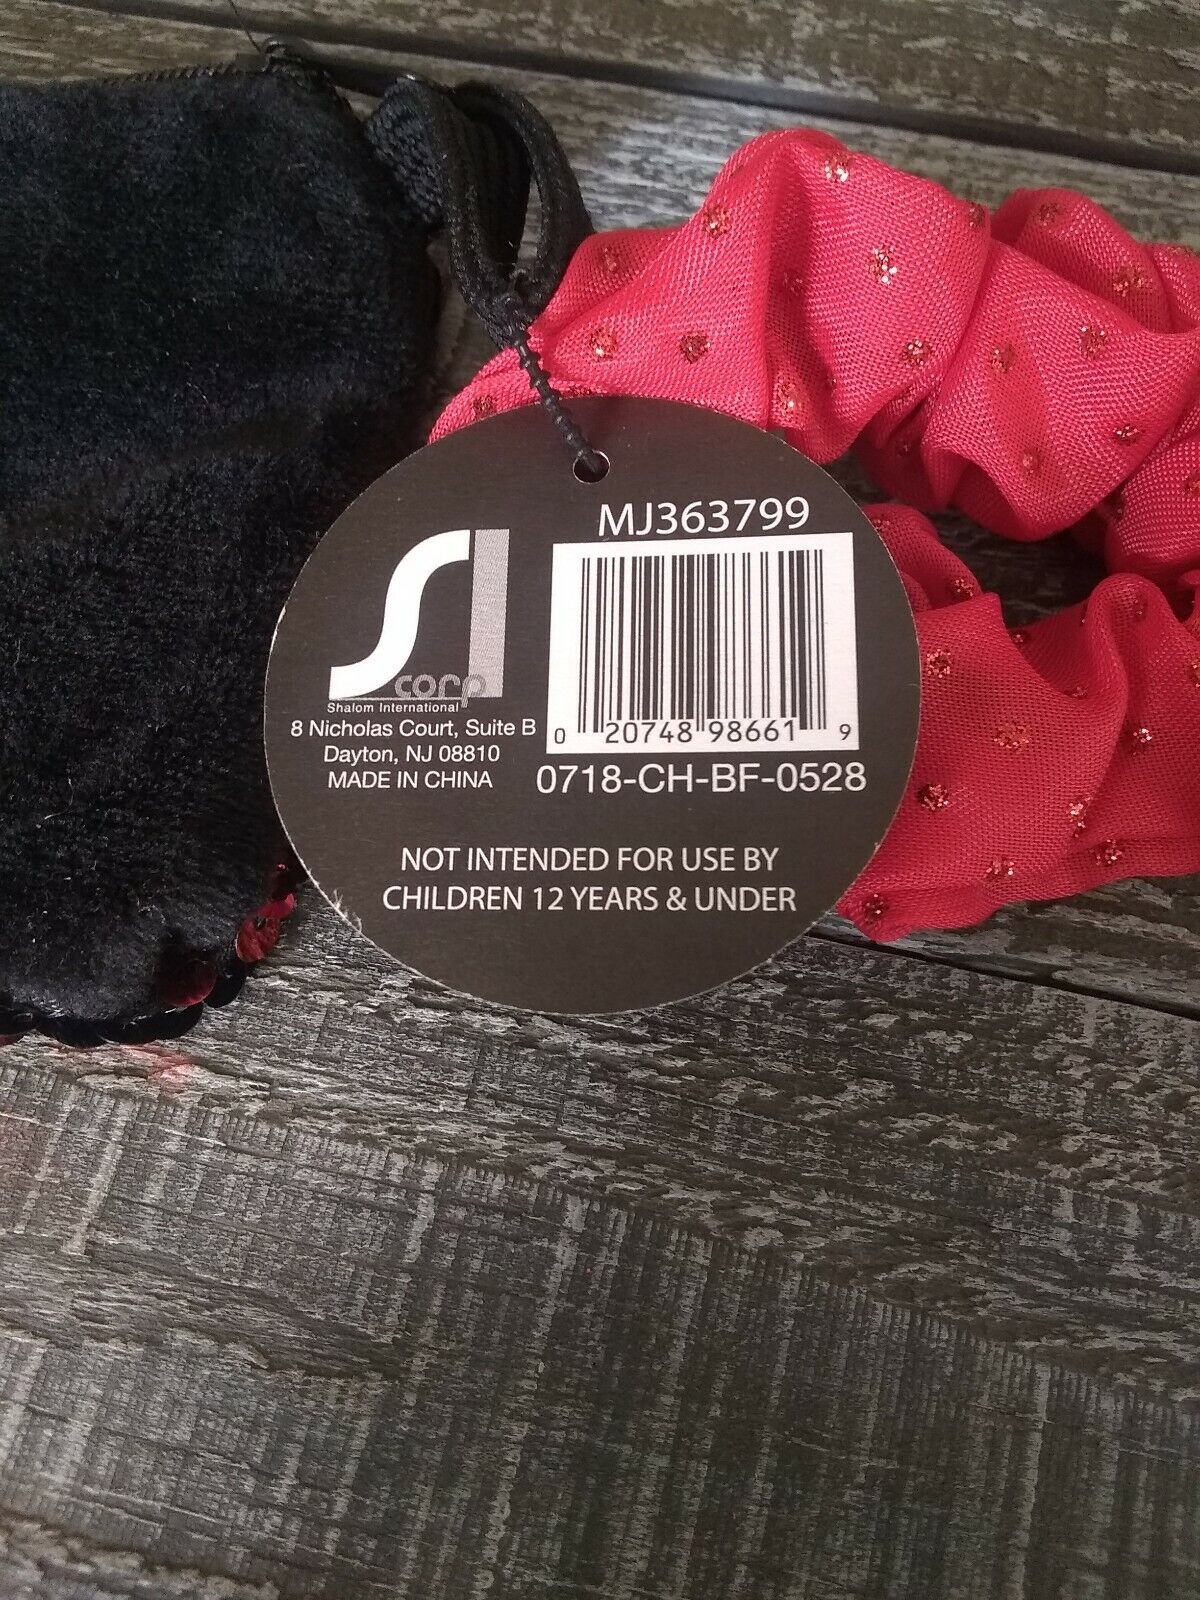 MJ363799
SI
corp
Shalom International
8 Nicholas Court, Suite B
Dayton, NJ 08810
MADE IN CHINA
0 20748 98661 9
0718-CH-BF-0528
NOT INTENDED FOR USE BY
CHILDREN 12 YEARS & UNDER